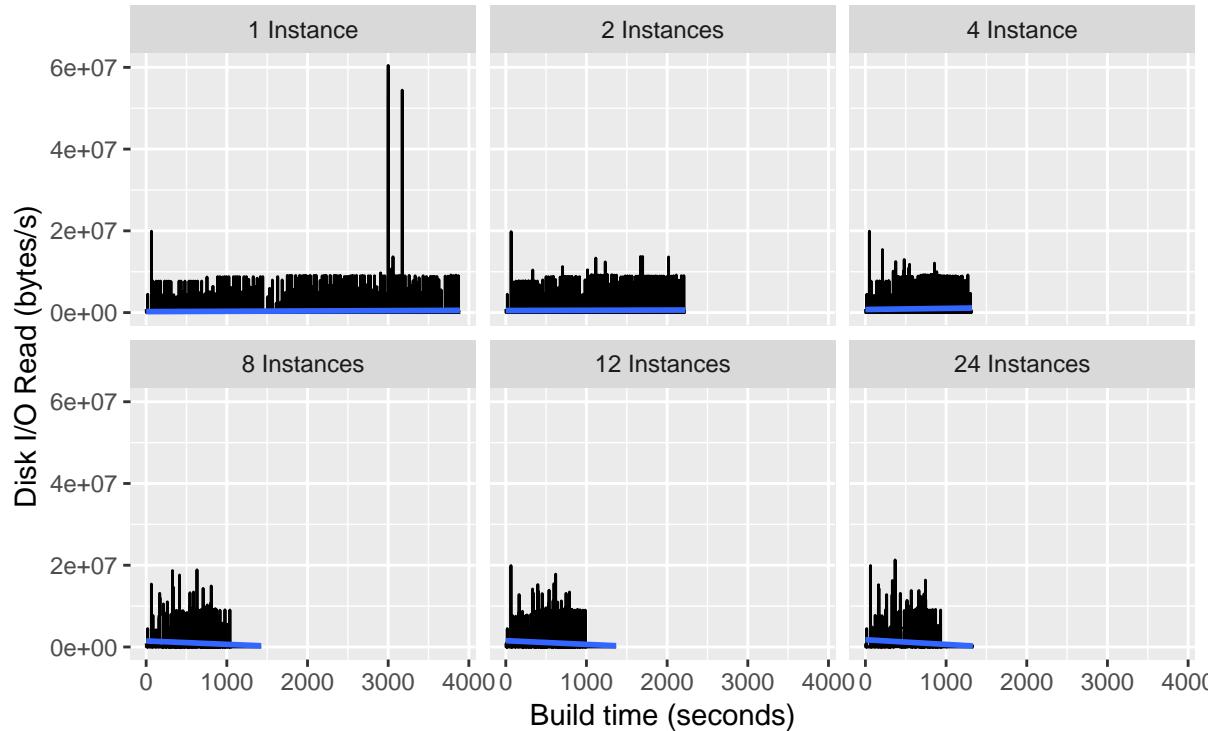 1 Instance
2 Instances
4 Instance
6e+07
4e+07
2e+07
0e+00
8 Instances
12 Instances
24 Instances
6e+07
4e+07
2e+07
0e+00
0 1000 2000 3000 4000
0 1000 2000 3000 4000
0 1000 2000 3000 400
Build time (seconds)
Disk I/O Read (bytes/s)